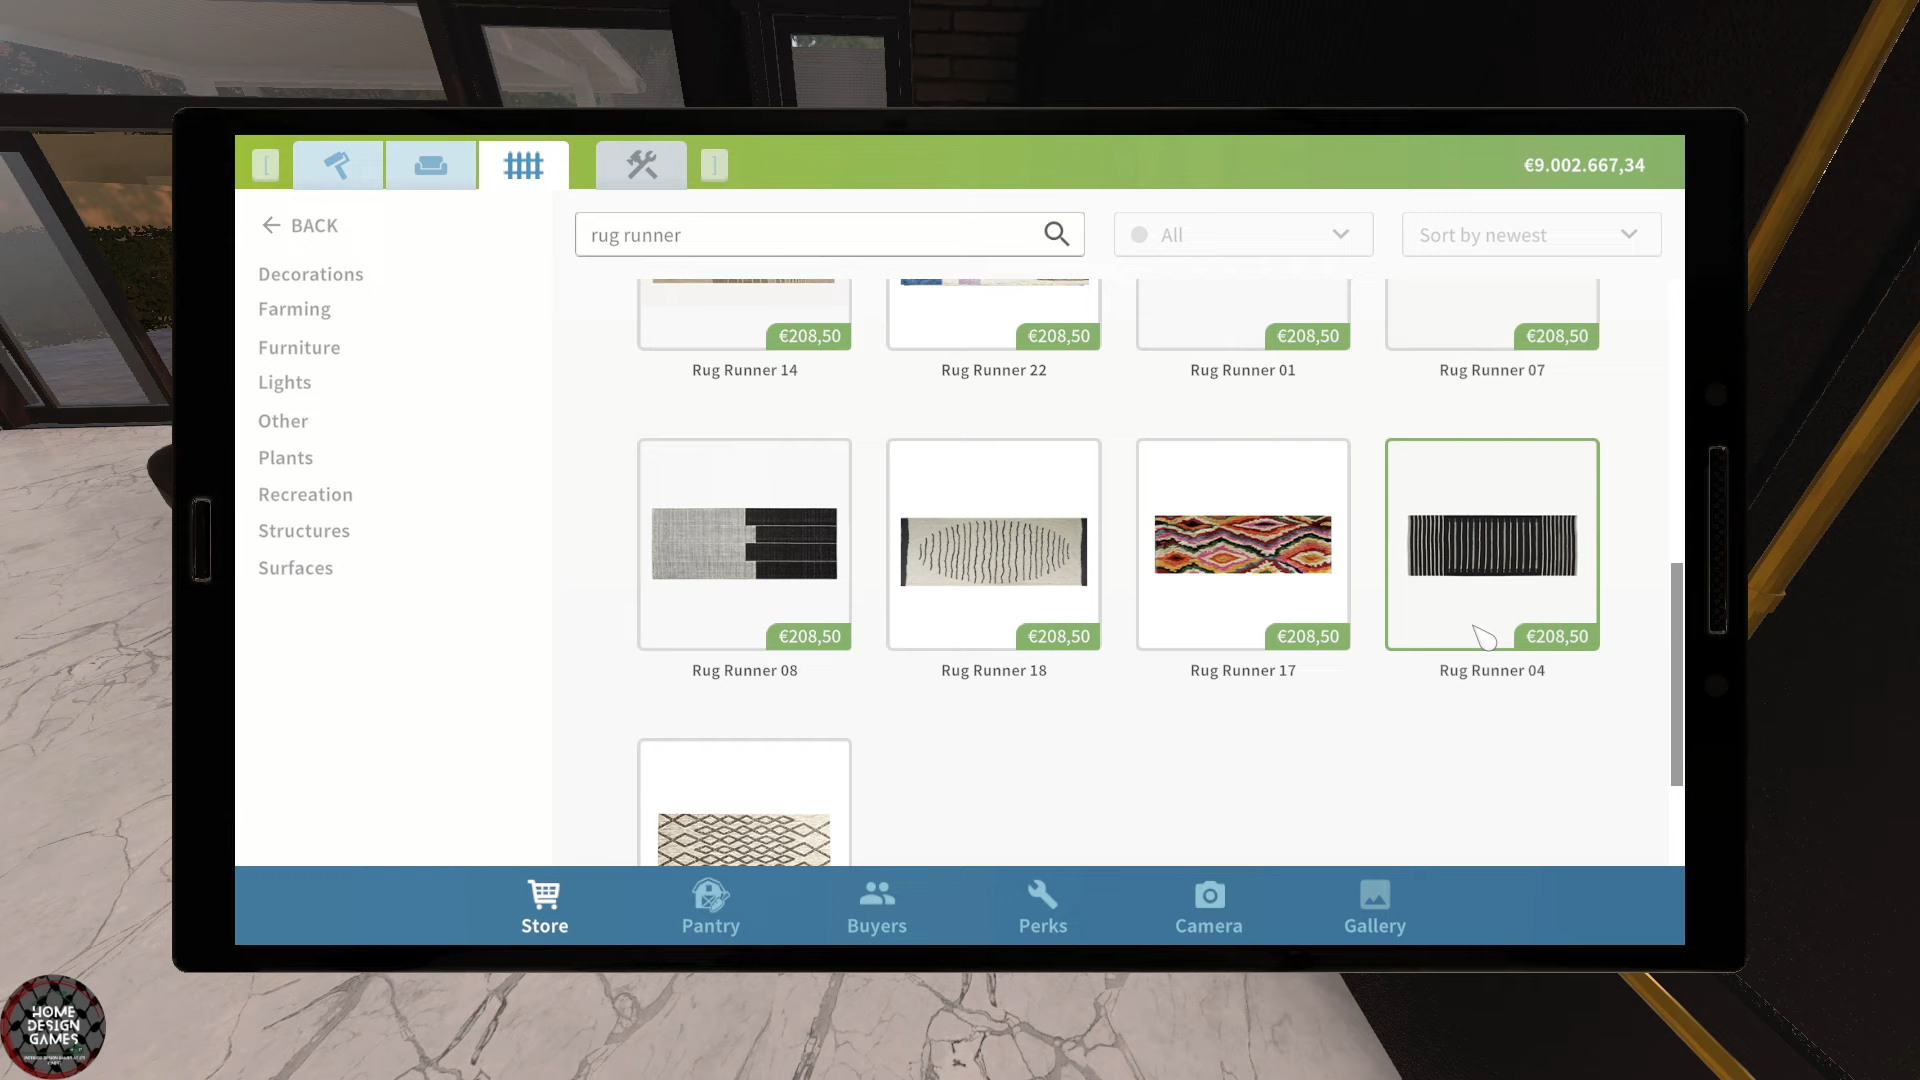 [
]
€9.002.667,34
BACK
rug runner
All
Sort by newest
Decorations
Farming
Furniture
Lights
Other
Plants
Recreation
Structures
Surfaces
€208,50
€208,50
€208,50
€208,50
Rug Runner 14
Rug Runner 22
Rug Runner 01
Rug Runner 07
€208,50
€208,50
€208,50
€208,50
Rug Runner 08
Rug Runner 18
Rug Runner 17
Rug Runner 04
Store
Pantry
Buyers
Perks
Camera
Gallery
HOME
DESIGN
GAMES